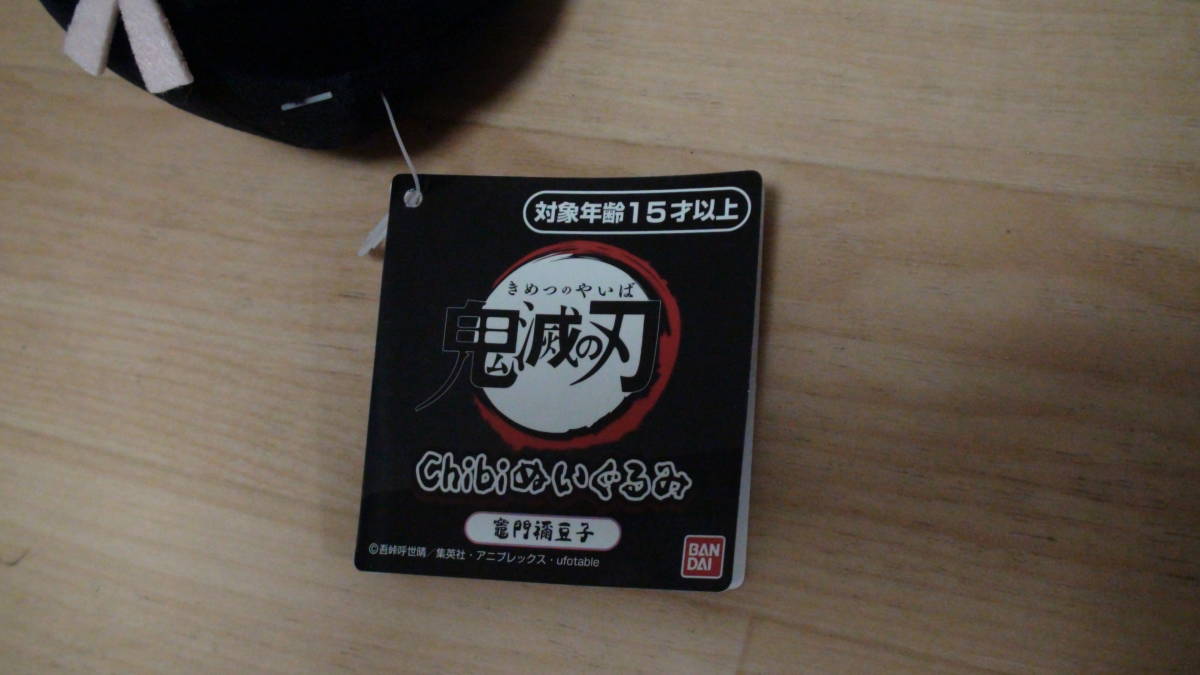 対象年齢15才以上
きめつのやいば
鬼滅の刃
Chibiぬいぐるみ
竈門禰豆子
©吾峠呼世晴/集英社・アニプレックス・ufotable
BAN
DAI